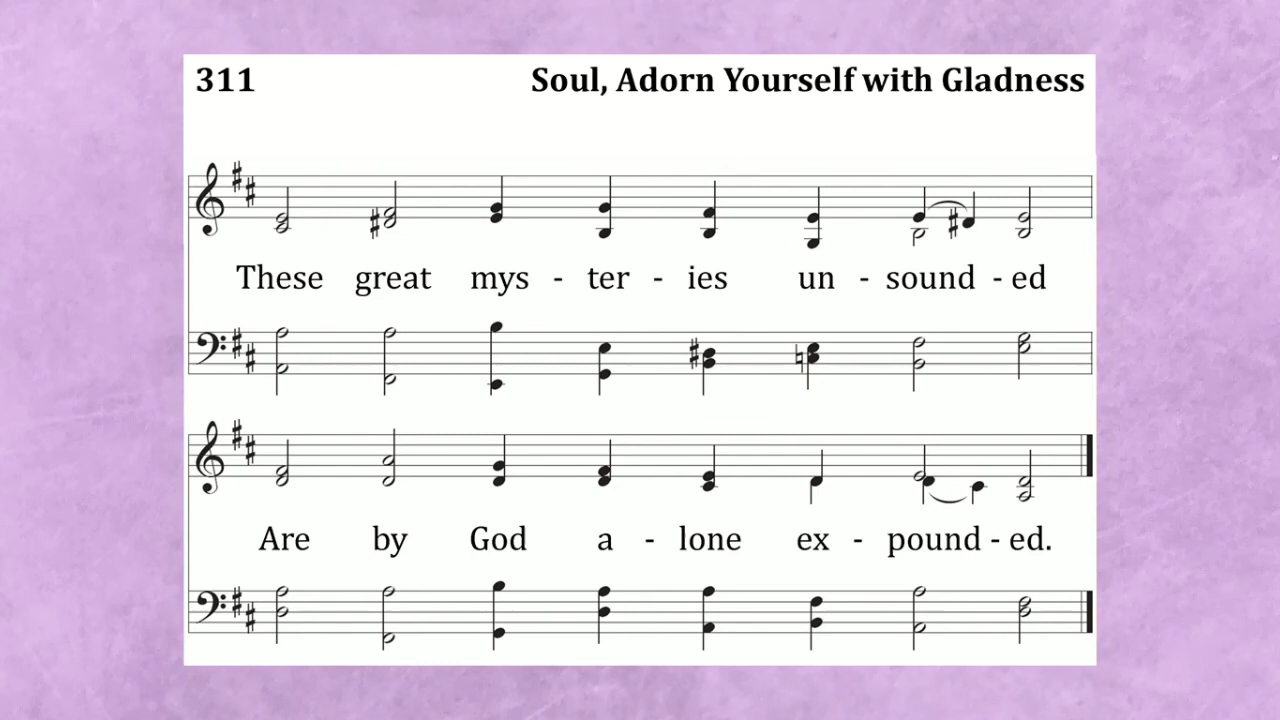 311 Soul, Adorn Yourself with Gladness
These great mys - ter - ies un - sound - ed
Are by God a - lone ex - pound - ed.